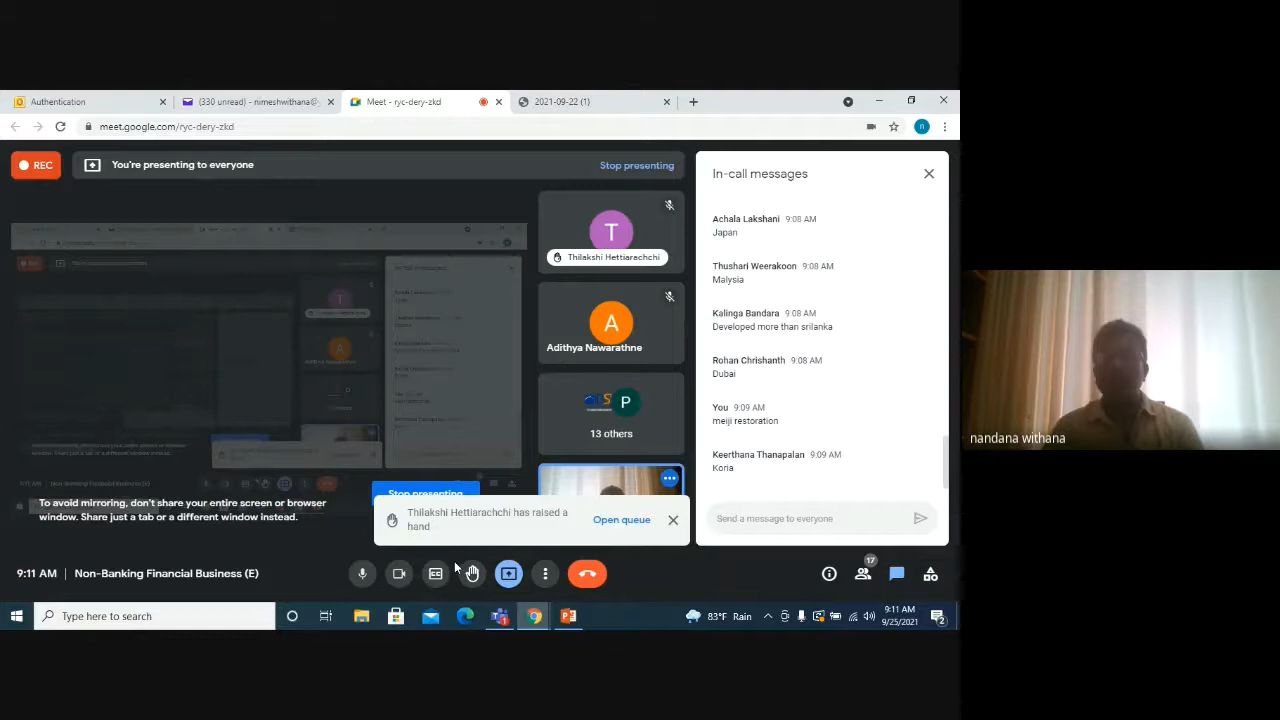 Authentication
(330 unread) - nimeshwithana@
Meet - ryc-dery-zkd
2021-09-22 (1)
meet.google.com/ryc-dery-zkd
REC
You're presenting to everyone
Stop presenting
In-call messages
T
Thilakshi Hettiarachchi
A
Adithya Nawarathne
P
13 others
Achala Lakshani 9:08 AM
Japan
Thushari Weerakoon 9:08 AM
Malysia
Kalinga Bandara 9:08 AM
Developed more than srilanka
Rohan Chrishanth 9:08 AM
Dubai
You 9:09 AM
meiji restoration
Keerthana Thanapalan 9:09 AM
Koria
Send a message to everyone
To avoid mirroring, don't share your entire screen or browser
window. Share just a tab or a different window instead.
Stop presenting
Thilakshi Hettiarachchi has raised a
hand
Open queue
9:11 AM | Non-Banking Financial Business (E)
17
Type here to search
83°F Rain
9:11 AM
9/25/2021
2
nandana withana